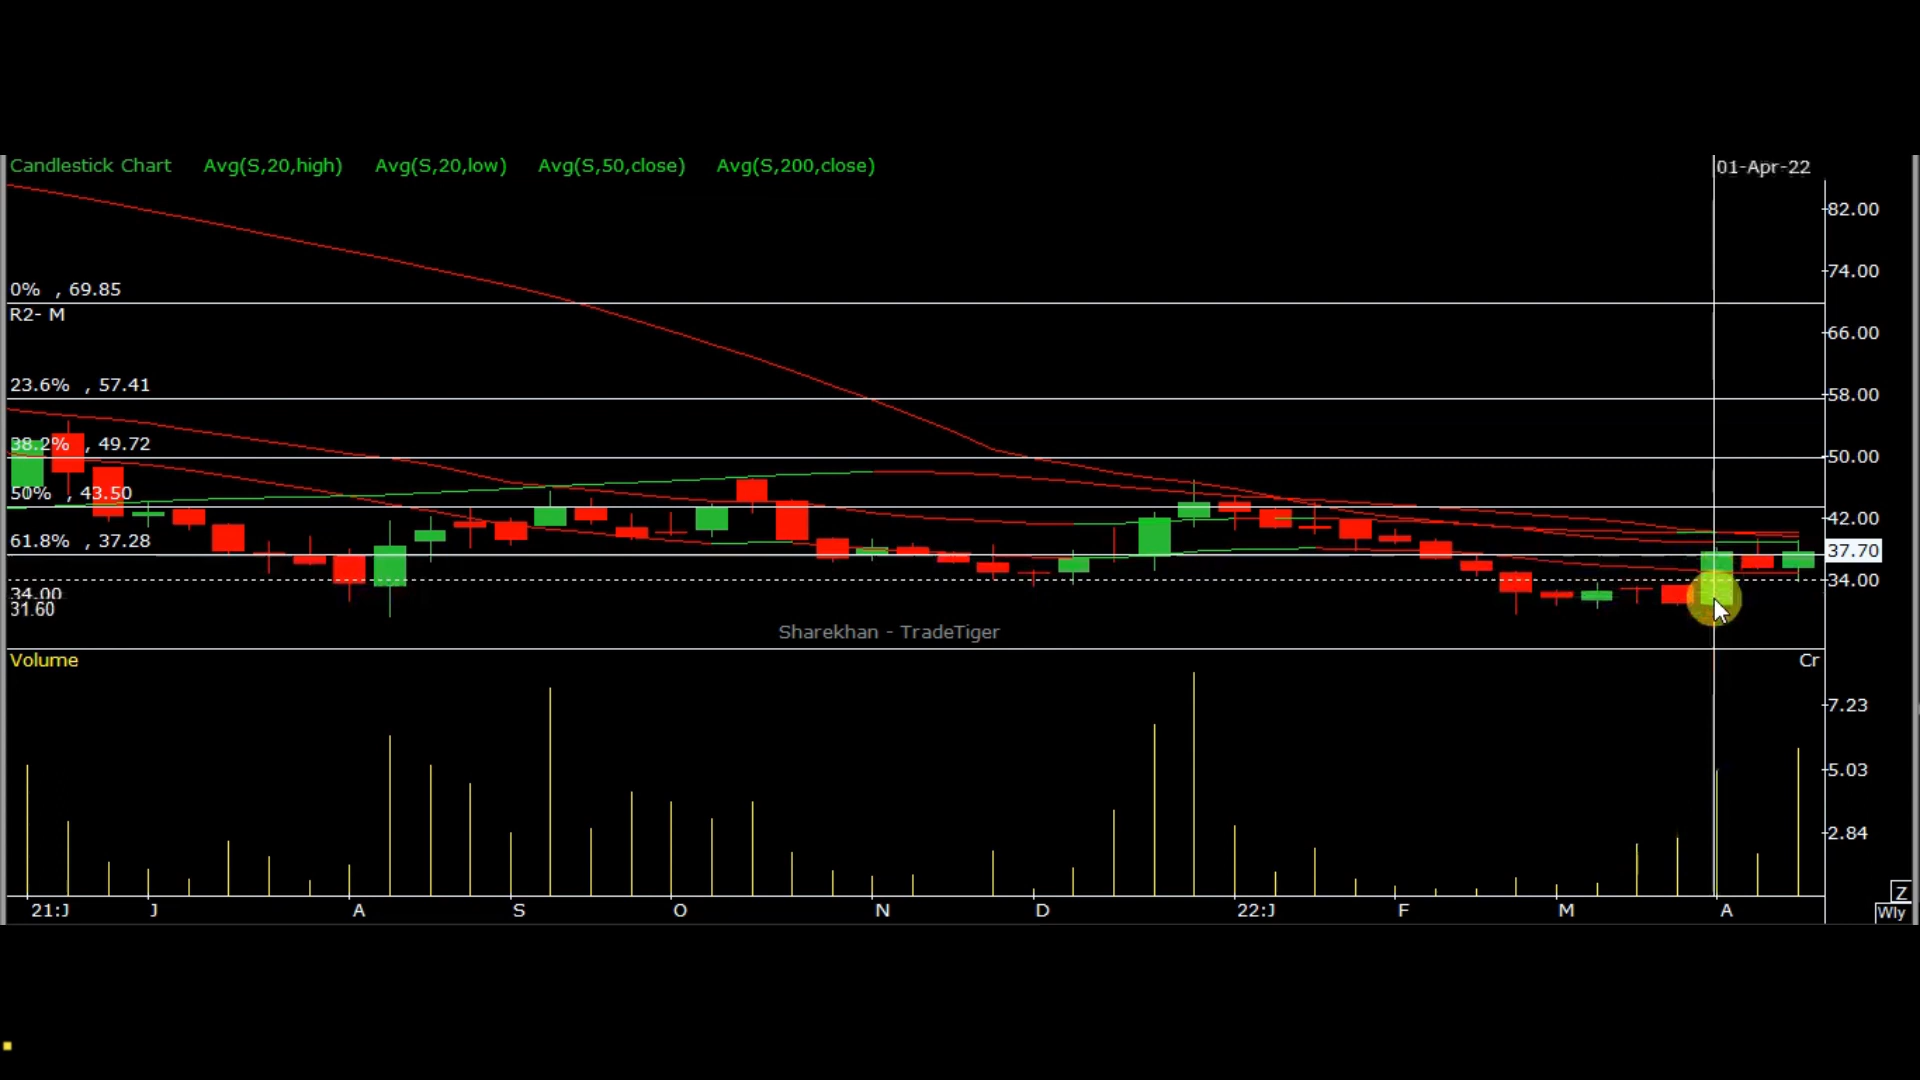 Candlestick Chart Avg(S,20,high) Avg(S,20,low) Avg(S,50,close) Avg(S,200,close) 01-Apr-22
82.00
74.00
0% , 69.85
R2- M
66.00
23.6% , 57.41
58.00
38.2% , 49.72
50.00
50% , 43.50
42.00
61.8% , 37.28
37.70
34.00
34.00
31.60
Sharekhan - TradeTiger
Volume Cr
7.23
5.03
2.84
Z
21:J J A S O N D 22:J F M A Wly